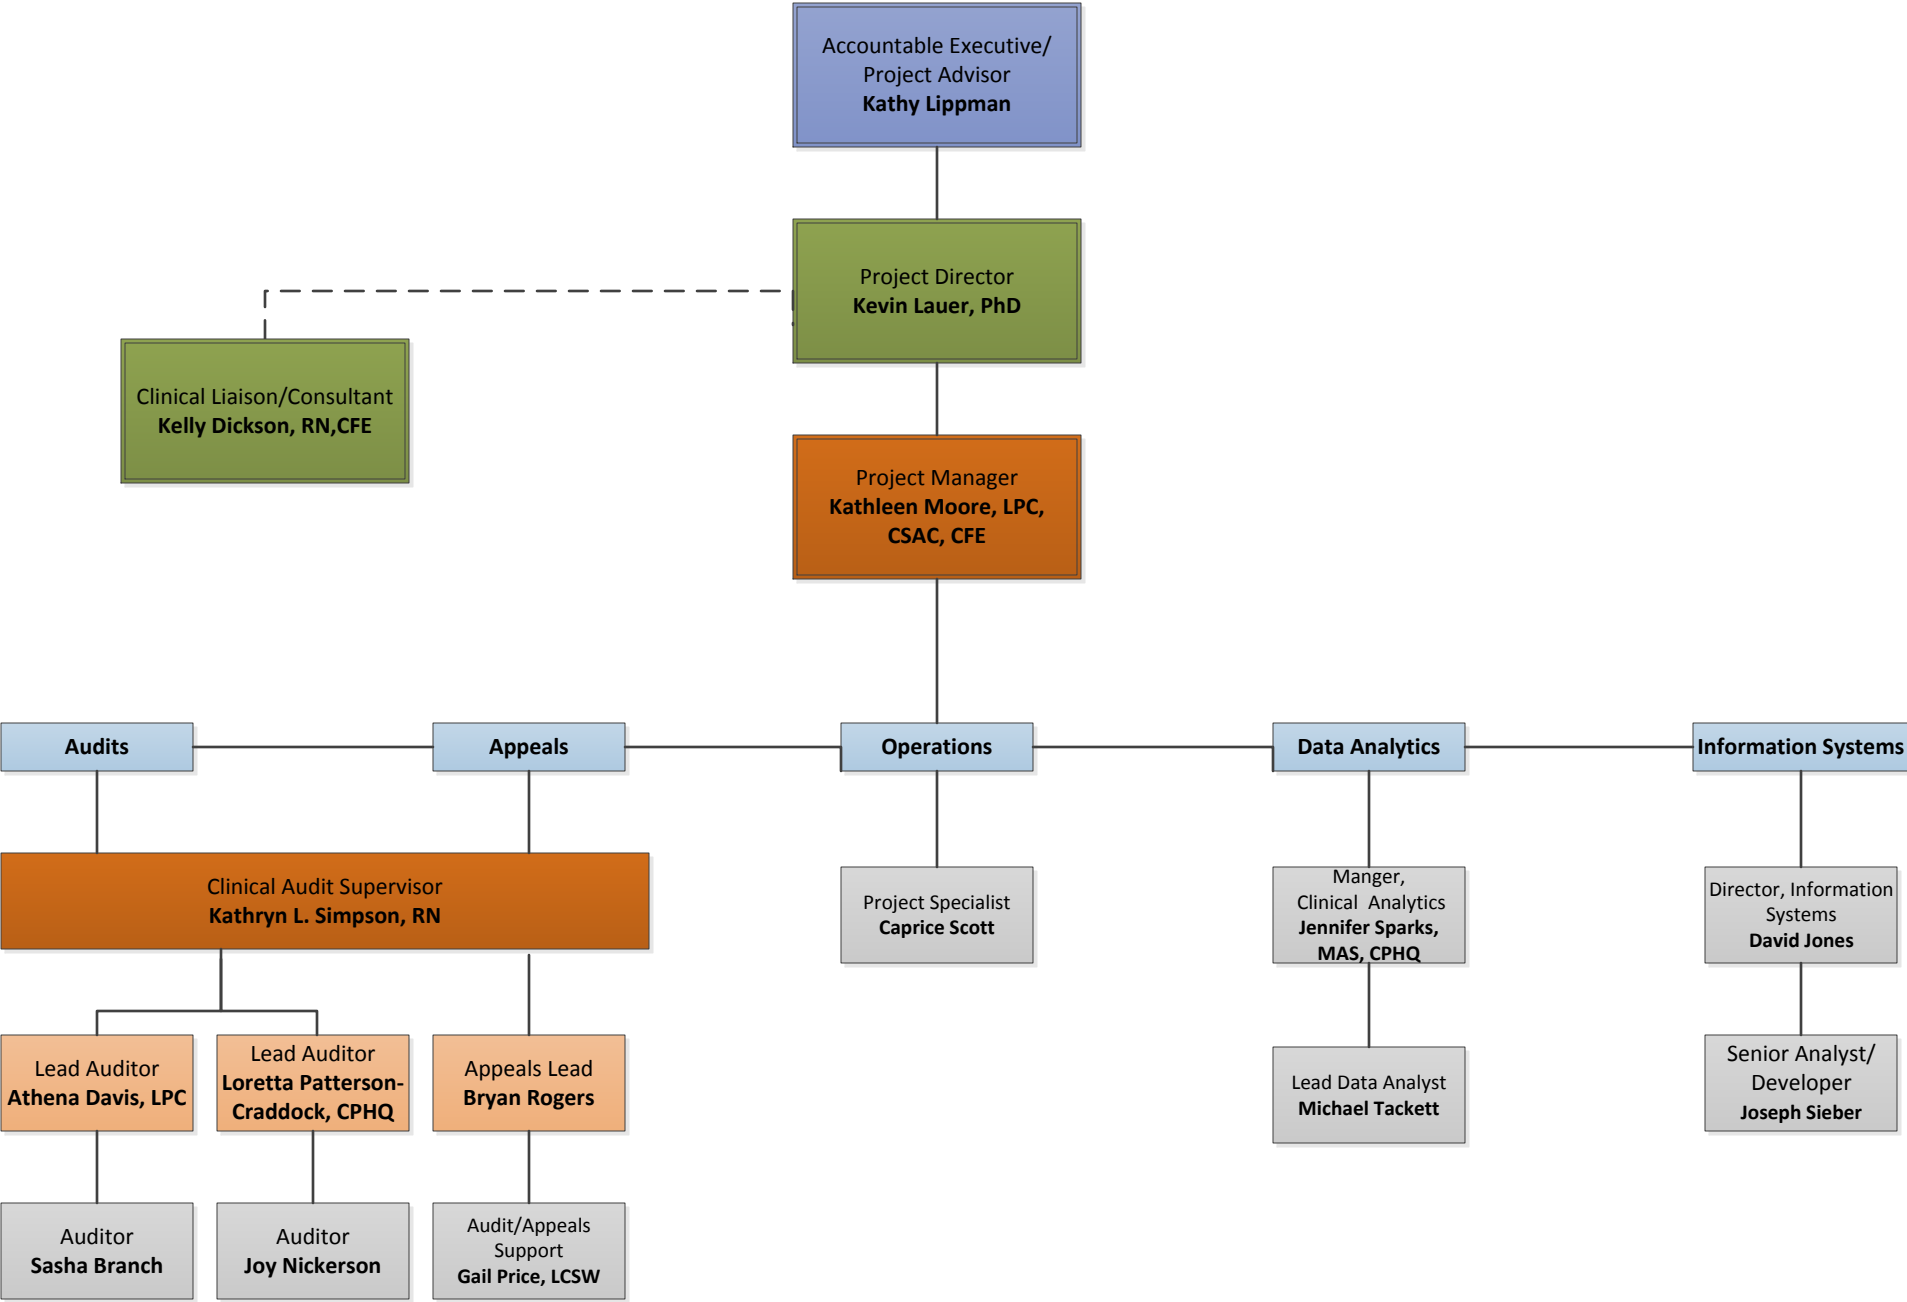 Accountable Executive/
Project Advisor
Kathy Lippman
Project Director
Kevin Lauer, PhD
Clinical Liaison/Consultant
Kelly Dickson, RN,CFE
Project Manager
Kathleen Moore, LPC,
CSAC, CFE
Audits
Appeals
Operations
Data Analytics
Information Systems
Clinical Audit Supervisor
Kathryn L. Simpson, RN
Project Specialist
Caprice Scott
Manger,
Clinical Analytics
Jennifer Sparks,
MAS, CPHQ
Director, Information
Systems
David Jones
Lead Auditor
Athena Davis, LPC
Lead Auditor
Loretta Patterson-
Craddock, CPHQ
Appeals Lead
Bryan Rogers
Lead Data Analyst
Michael Tackett
Senior Analyst/
Developer
Joseph Sieber
Auditor
Sasha Branch
Auditor
Joy Nickerson
Audit/Appeals
Support
Gail Price, LCSW